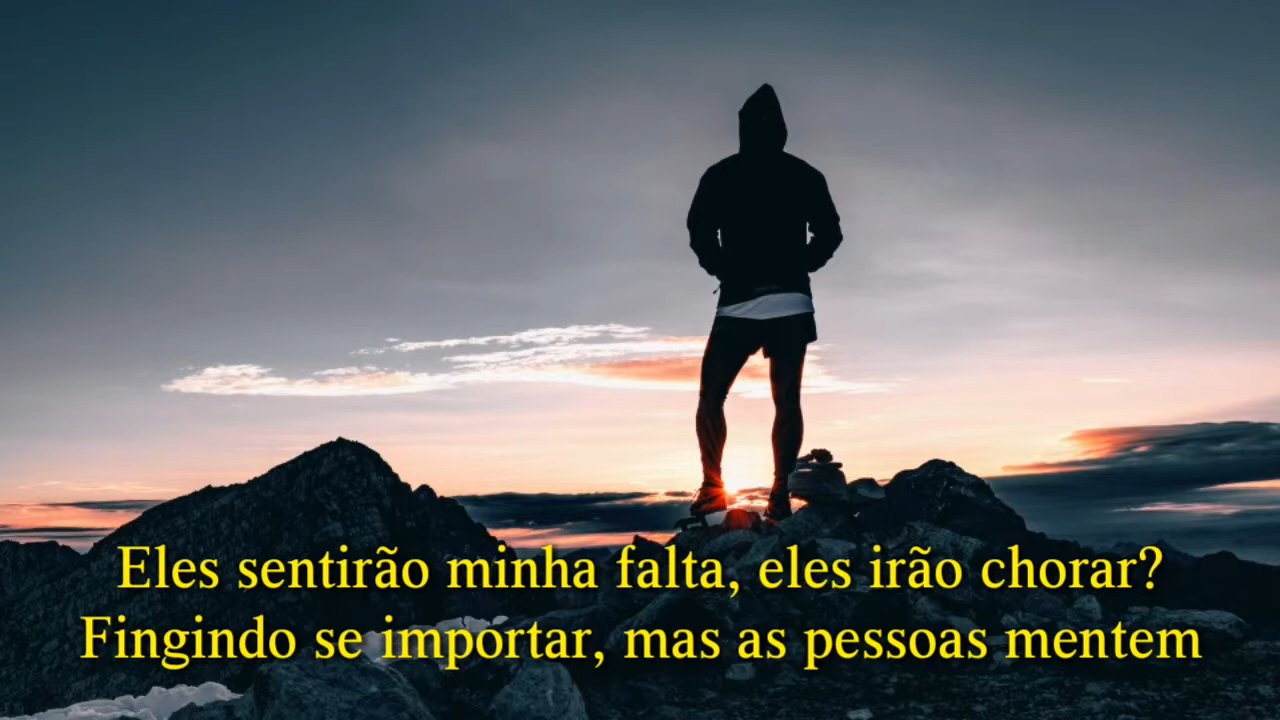 Eles sentirão minha falta, eles irão chorar?
Fingindo se importar, mas as pessoas mentem